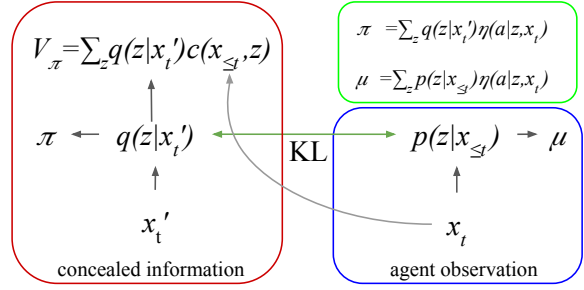 V_π=∑_z q(z|x_t')c(x_{≤t},z)
π =∑_z q(z|x_t')η(a|z,x_t)
μ =∑_z p(z|x_{≤t})η(a|z,x_t)
π q(z|x_t') KL p(z|x_{≤t}) μ
x_t' x_t
concealed information agent observation